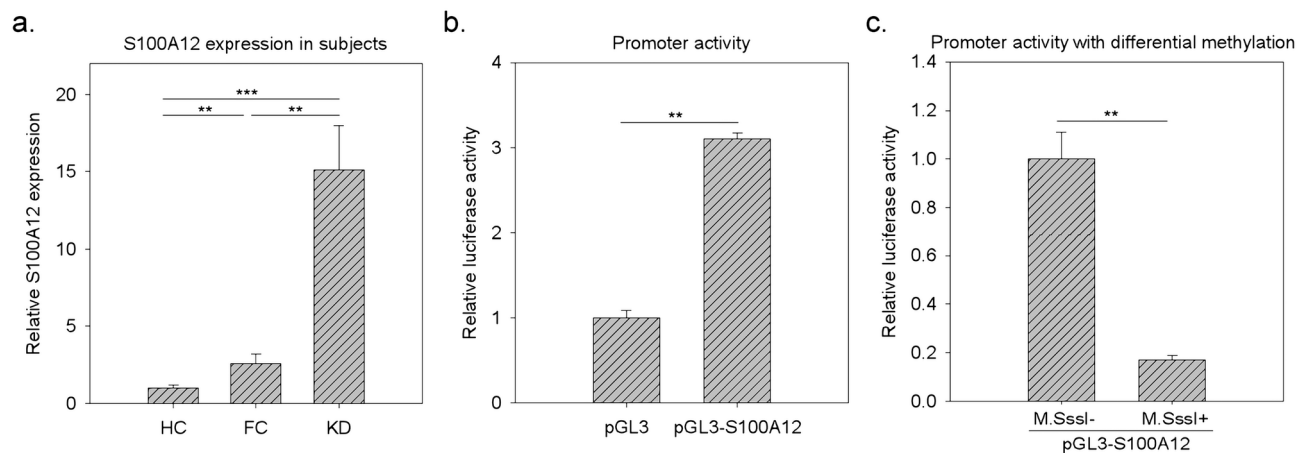 a.
S100A12 expression in subjects
Relative S100A12 expression
20
15
10
5
0
***
**
**
HC
FC
KD
b.
Promoter activity
Relative luciferase activity
4
3
2
1
0
**
pGL3
pGL3-S100A12
c.
Promoter activity with differential methylation
Relative luciferase activity
1.4
1.2
1.0
0.8
0.6
0.4
0.2
0.0
**
M.SssI-
M.SssI+
pGL3-S100A12